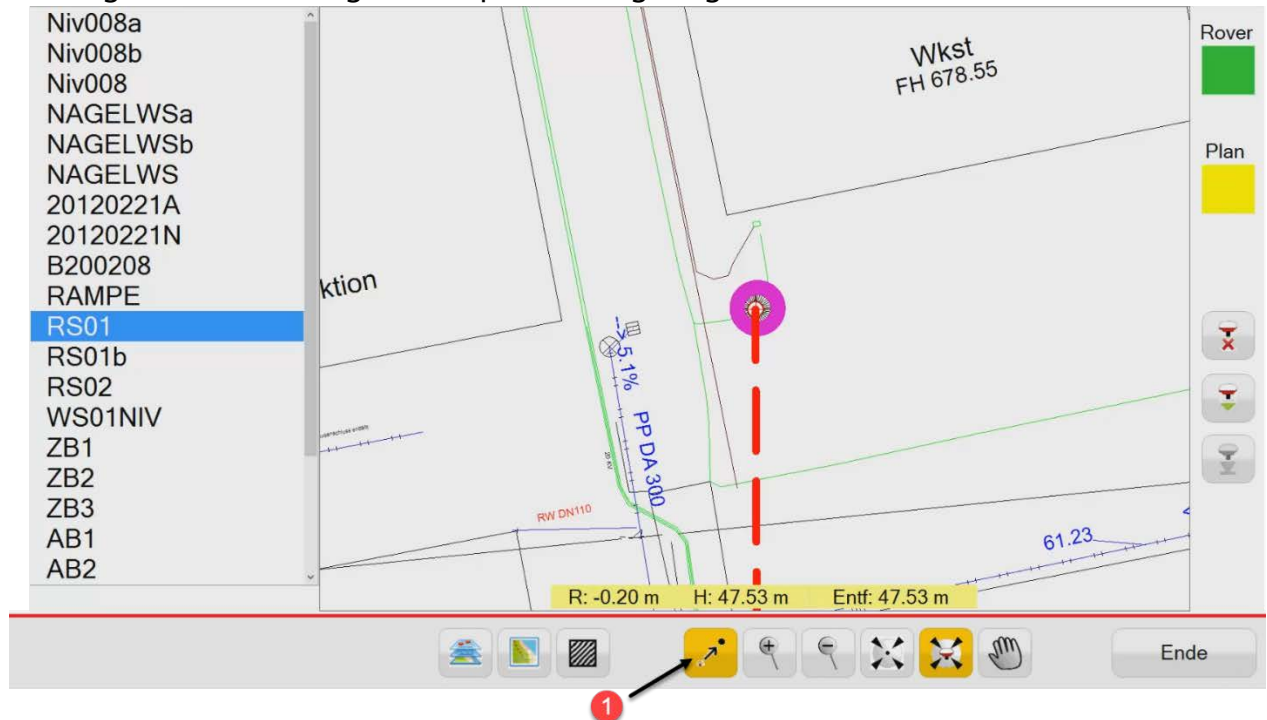 Niv008a
Niv008b
Niv008
NAGELWSa
NAGELWSb
NAGELWS
20120221A
20120221N
B200208
RAMPE
RS01
RS01b
RS02
WS01NIV
ZB1
ZB2
ZB3
AB1
AB2
Wkst
FH 678.55
ktion
5.1% PP DA 300
20 KV
RW DN110
61.23
R: -0.20 m H: 47.53 m Entf: 47.53 m
Rover
Plan
Ende
1